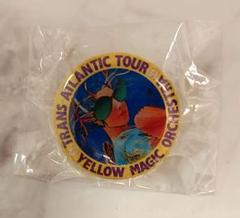 TRANS ATLANTIC TOUR
YELLOW MAGIC ORCHESTRA